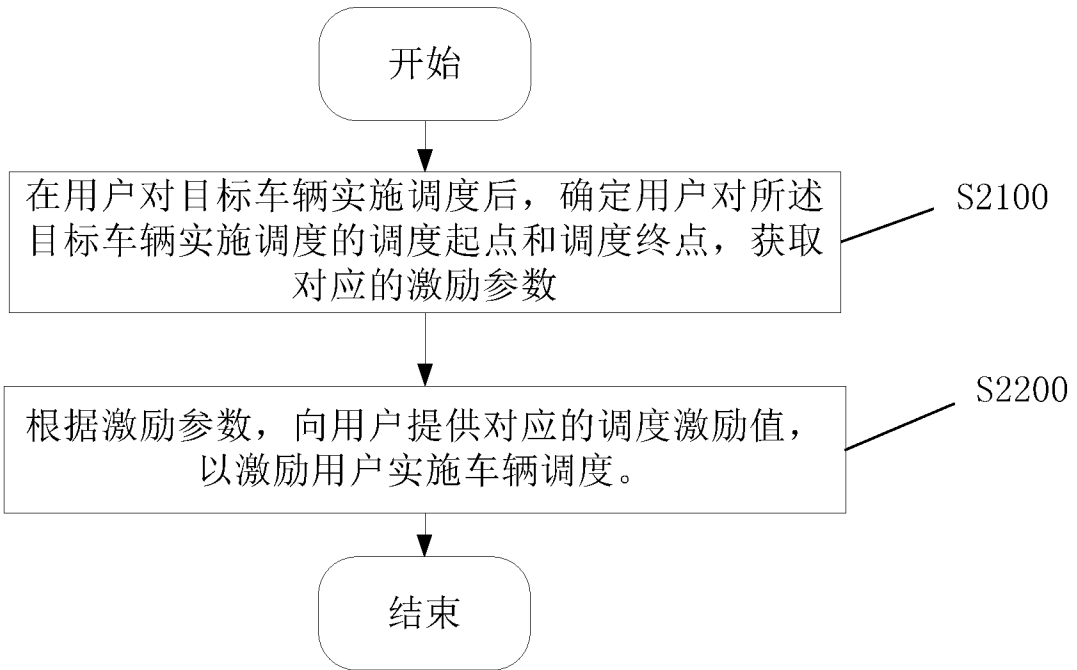 开始
在用户对目标车辆实施调度后，确定用户对所述
目标车辆实施调度的调度起点和调度终点，获取
对应的激励参数
S2100
根据激励参数，向用户提供对应的调度激励值，
以激励用户实施车辆调度。
S2200
结束